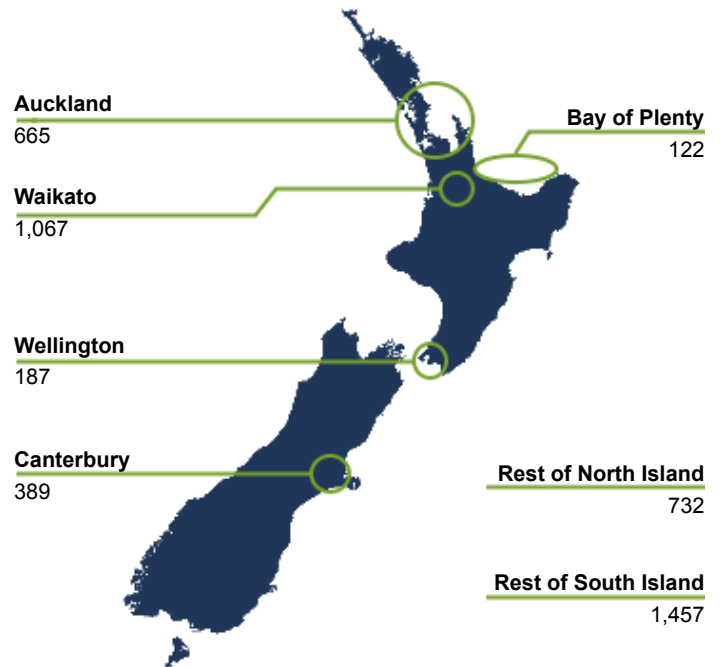 Auckland
665
Bay of Plenty
122
Waikato
1,067
Wellington
187
Canterbury
389
Rest of North Island
732
Rest of South Island
1,457